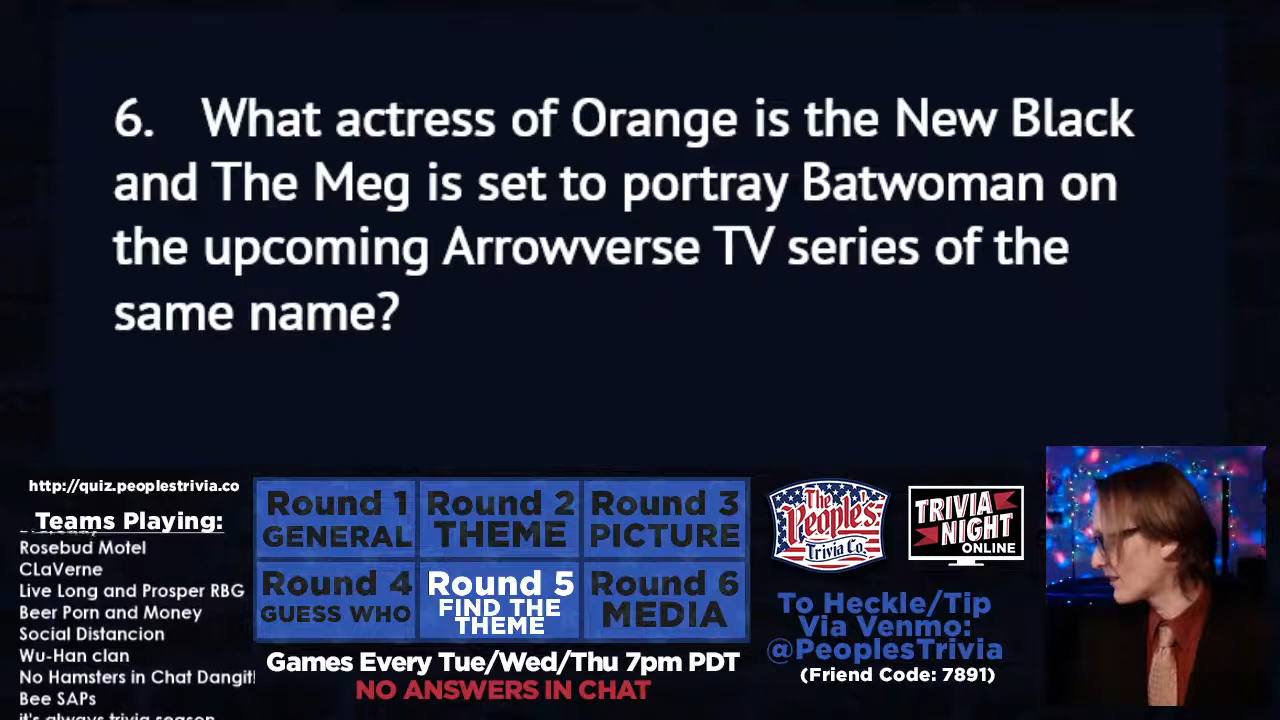 6. What actress of Orange is the New Black
and The Meg is set to portray Batwoman on
the upcoming Arrowverse TV series of the
same name?
http://quiz.peoplestrivia.co
Teams Playing:
Rosebud Motel
CLaVerne
Live Long and Prosper RBG
Beer Porn and Money
Social Distancion
Wu-Han clan
No Hamsters in Chat Dangit!
Bee SAPs
it's always trivia season
Round 1
GENERAL
Round 2
THEME
Round 3
PICTURE
Round 4
GUESS WHO
Round 5
FIND THE
THEME
Round 6
MEDIA
Games Every Tue/Wed/Thu 7pm PDT
NO ANSWERS IN CHAT
The
People's
Trivia Co.
TRIVIA
NIGHT
ONLINE
To Heckle/Tip
Via Venmo:
@PeoplesTrivia
(Friend Code: 7891)